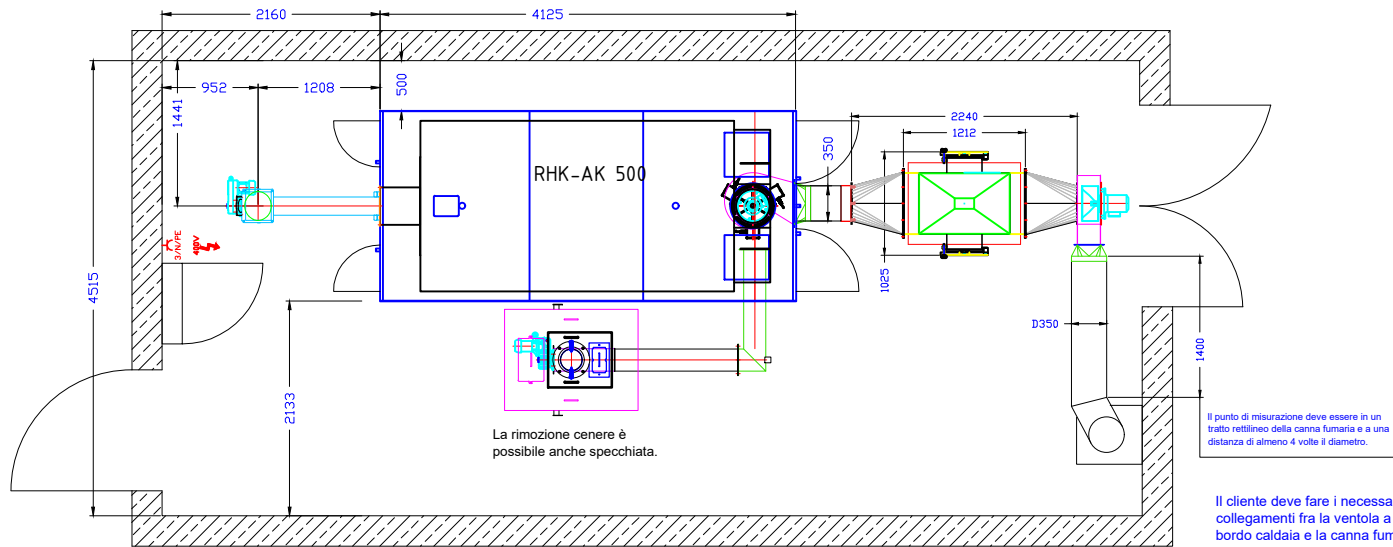 2160
4125
952
1208
1441
500
2240
1212
350
RHK-AK 500
3/N/PE
400V
4515
1025
D350
1400
2133
La rimozione cenere è
possibile anche specchiata.
Il punto di misurazione deve essere in un
tratto rettilineo della canna fumaria e a una
distanza di almeno 4 volte il diametro.
Il cliente deve fare i necessa
collegamenti fra la ventola a
bordo caldaia e la canna fum